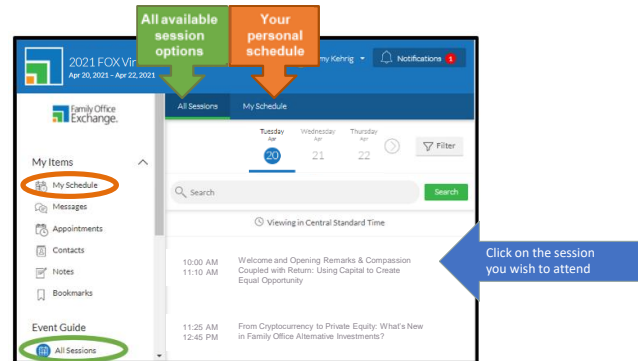 All available
session
options
Your
personal
schedule
2021 FOX Vir
my Kehrig
Notifications 1
Apr 20, 2021 – Apr 22, 2021
Family Office
Exchange.
All Sessions
My Schedule
Tuesday
Apr
20
Wednesday
Apr
21
Thursday
Apr
22
Filter
My Items
My Schedule
Search
Search
Messages
Viewing in Central Standard Time
Appointments
Contacts
Notes
Bookmarks
10:00 AM
11:10 AM
Welcome and Opening Remarks & Compassion
Coupled with Return: Using Capital to Create
Equal Opportunity
Click on the session
you wish to attend
Event Guide
All Sessions
11:25 AM
12:45 PM
From Cryptocurrency to Private Equity: What's New
in Family Office Alternative Investments?